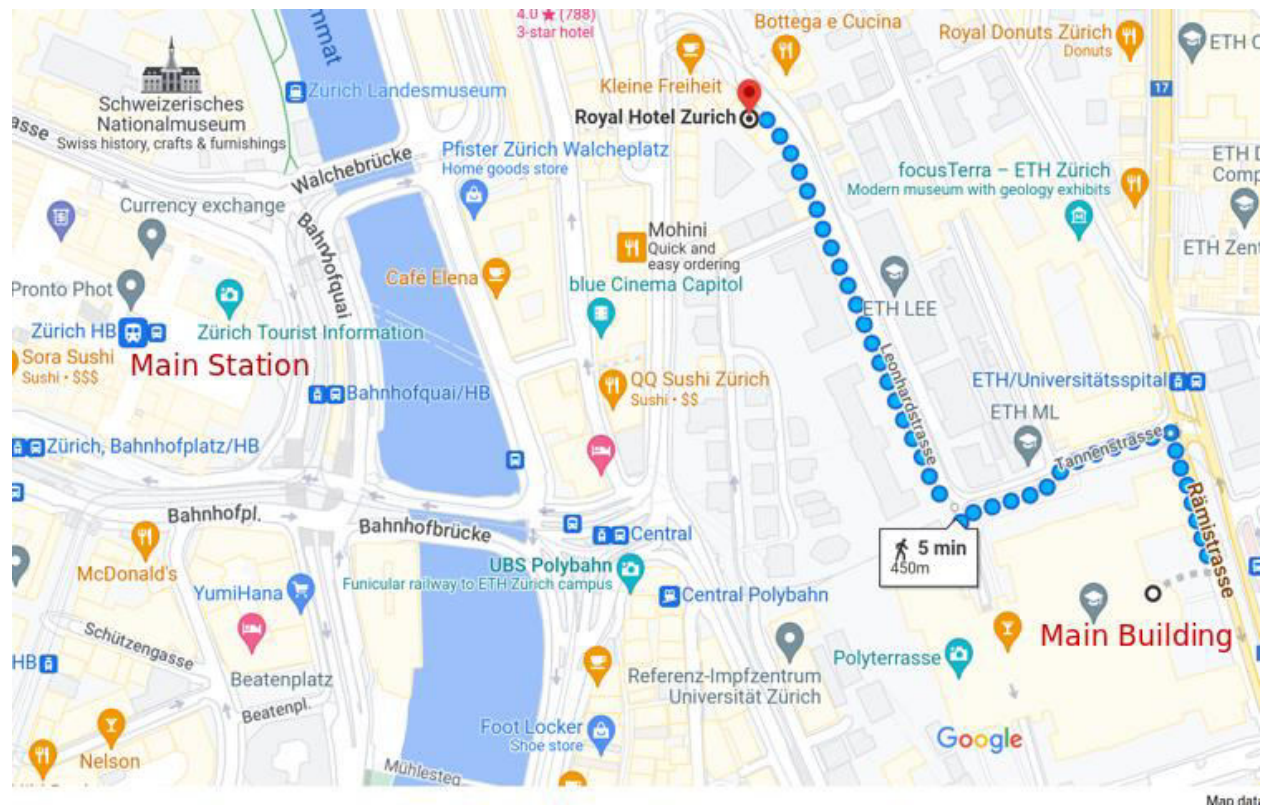 mmat
4.0 ★ (788)
3-star hotel
Bottega e Cucina
Royal Donuts Zürich
Donuts
ETH
17
Kleine Freiheit
Royal Hotel Zurich
Zürich Landesmuseum
Schweizerisches
Nationalmuseum
Swiss history, crafts & furnishings
asse
Walchebrücke
Pfister Zürich Walcheplatz
Home goods store
focusTerra – ETH Zürich
Modern museum with geology exhibits
ETH
Comp
Currency exchange
Bahnhofquai
Mohini
Quick and
easy ordering
ETH Zent
Café Elena
blue Cinema Capitol
Pronto Phot
ETH LEE
Zürich HB
Zürich Tourist Information
Sora Sushi
Sushi • $$$
Main Station
Leonhardstrasse
QQ Sushi Zürich
Sushi • $$
Bahnhofquai/HB
ETH/Universitätsspital
ETH ML
Zürich, Bahnhofplatz/HB
Tannenstrasse
Rämistrasse
Bahnhofpl.
Bahnhofbrücke
Central
5 min
450m
McDonald's
UBS Polybahn
Funicular railway to ETH Zürich campus
YumiHana
Central Polybahn
Main Building
Schützengasse
HB
Beatenplatz
Polyterrasse
Referenz-Impfzentrum
Universität Zürich
Beatenpl.
Foot Locker
Shoe store
Google
Nelson
Mühlesteg
Map data